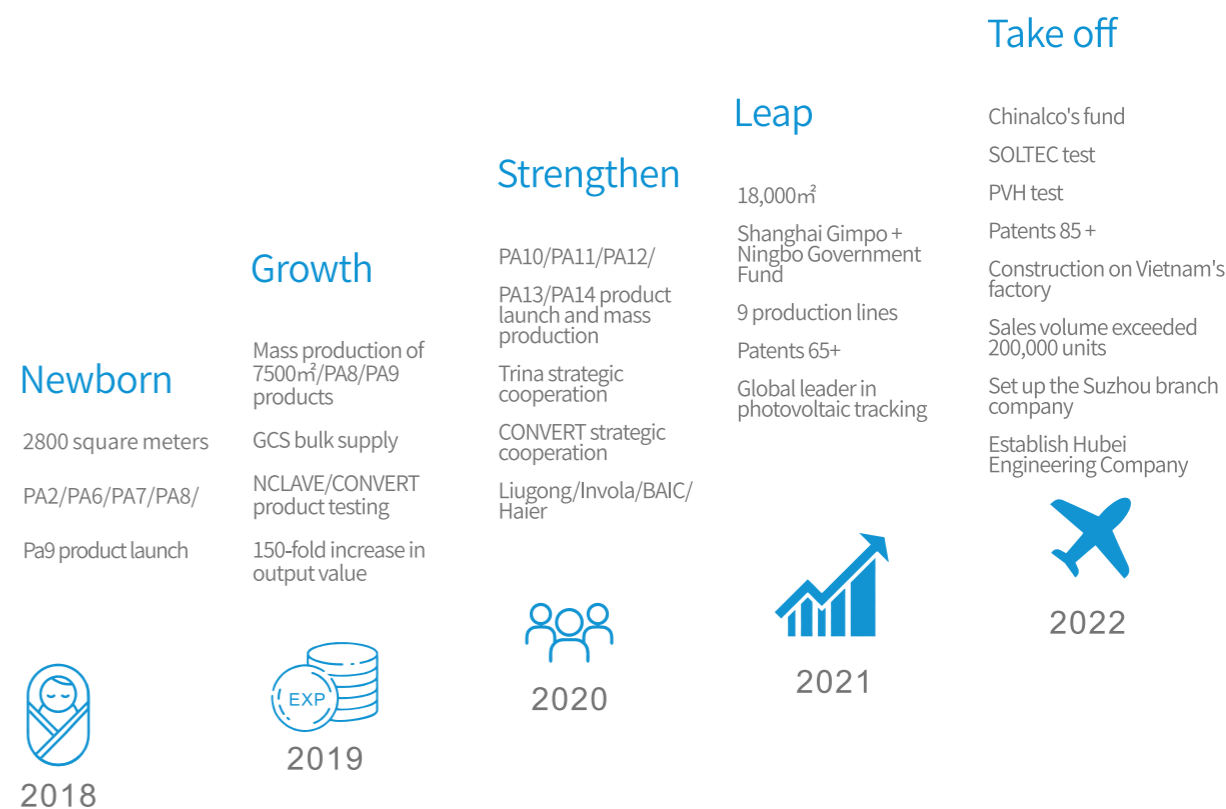 Newborn
2800 square meters
PA2/PA6/PA7/PA8/
Pa9 product launch
2018
Growth
Mass production of
7500㎡/PA8/PA9
products
GCS bulk supply
NCLAVE/CONVERT
product testing
150-fold increase in
output value
EXP
2019
Strengthen
PA10/PA11/PA12/
PA13/PA14 product
launch and mass
production
Trina strategic
cooperation
CONVERT strategic
cooperation
Liugong/Invola/BAIC/
Haier
2020
Leap
18,000㎡
Shanghai Gimpo +
Ningbo Government
Fund
9 production lines
Patents 65+
Global leader in
photovoltaic tracking
2021
Take off
Chinalco's fund
SOLTEC test
PVH test
Patents 85 +
Construction on Vietnam's
factory
Sales volume exceeded
200,000 units
Set up the Suzhou branch
company
Establish Hubei
Engineering Company
2022